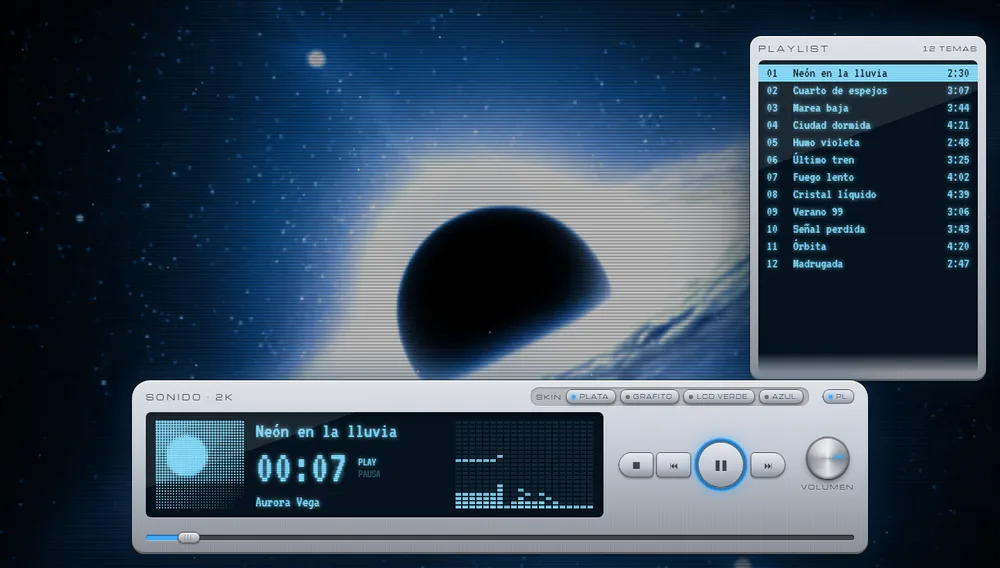 PLAYLIST 12 TEMAS
01 Neón en la lluvia 2:30
02 Cuarto de espejos 3:07
03 Marea baja 3:44
04 Ciudad dormida 4:21
05 Humo violeta 2:48
06 Último tren 3:25
07 Fuego lento 4:02
08 Cristal líquido 4:39
09 Verano 99 3:06
10 Señal perdida 3:43
11 Órbita 4:20
12 Madrugada 2:47
SONIDO · 2K SKIN PLATA GRAFITO LCD VERDE AZUL PL
Neón en la lluvia
00:07 PLAY
PAUSA
Aurora Vega
VOLUMEN